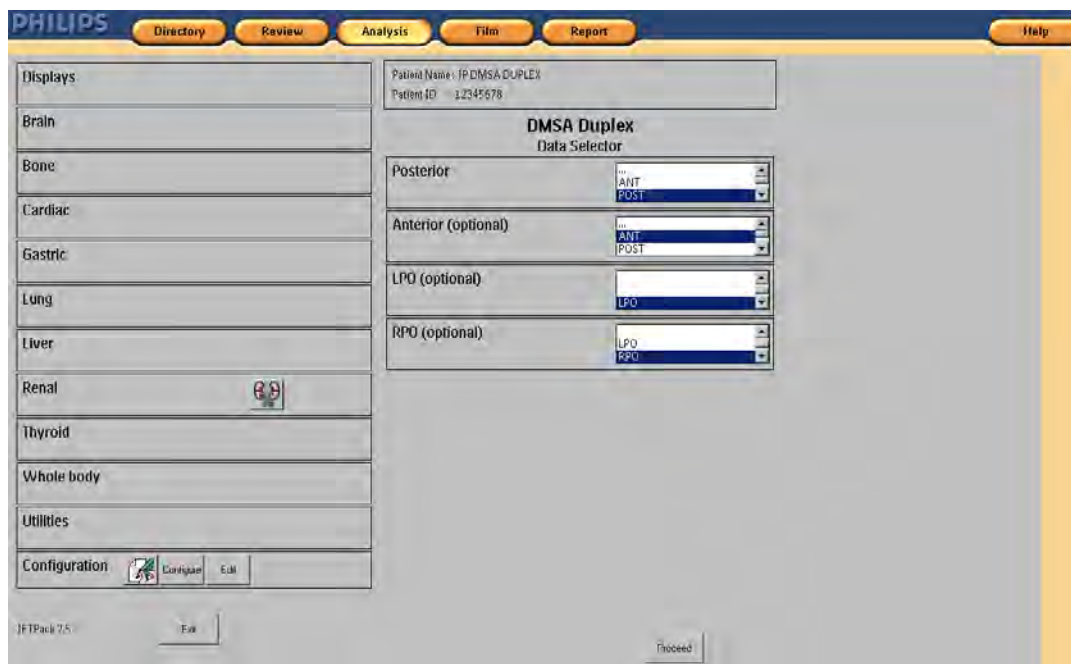 PHILIPS
Directory
Review
Analysis
Film
Report
Help
Displays
Brain
Bone
Cardiac
Gastric
Lung
Liver
Renal
Thyroid
Whole body
Utilities
Configuration
Configure
Edit
JETPack 7.5
Exit
Patient Name : JP DMSA DUPLEX
Patient ID : 12345678
DMSA Duplex
Data Selector
Posterior
...
ANT
POST
Anterior (optional)
...
ANT
POST
LPO (optional)
LPO
RPO (optional)
LPO
RPO
Proceed